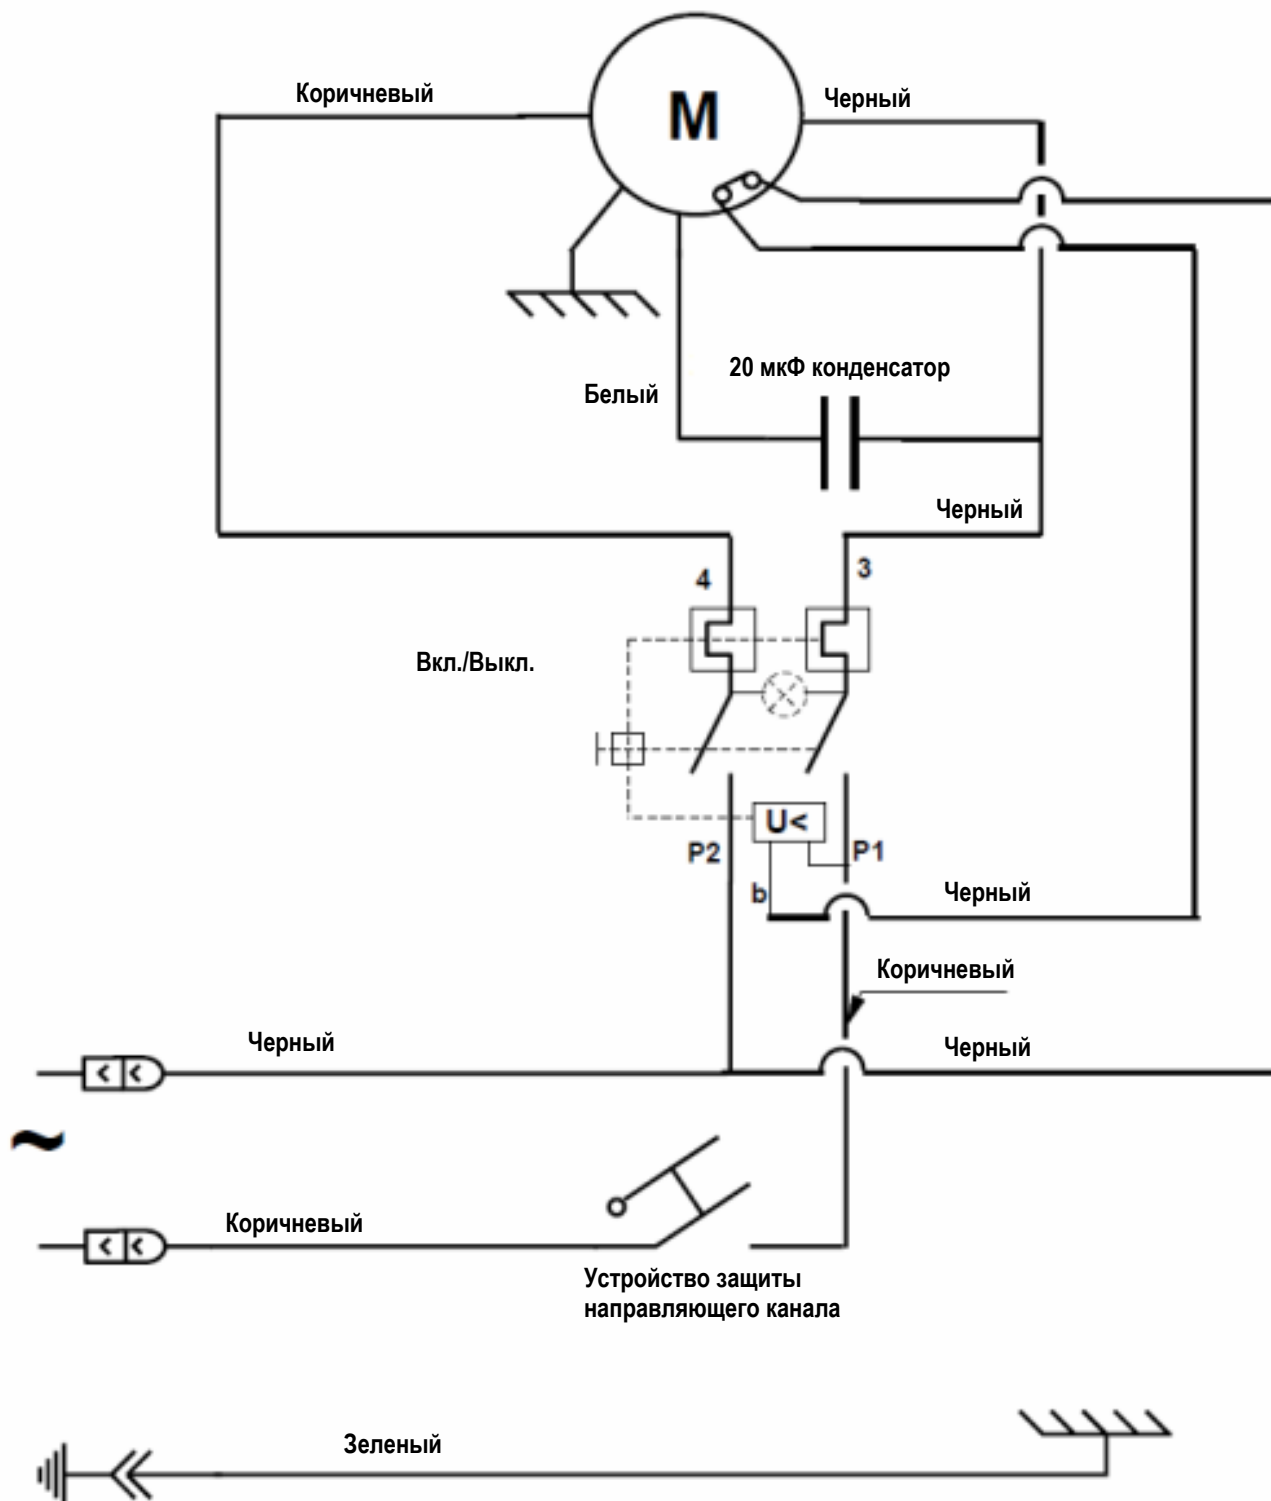 Коричневый
M
Черный
20 мкФ конденсатор
Белый
Черный
4
3
Вкл./Выкл.
U<
P2
P1
b
Черный
Коричневый
Черный
Черный
~
Коричневый
Устройство защиты
направляющего канала
Зеленый